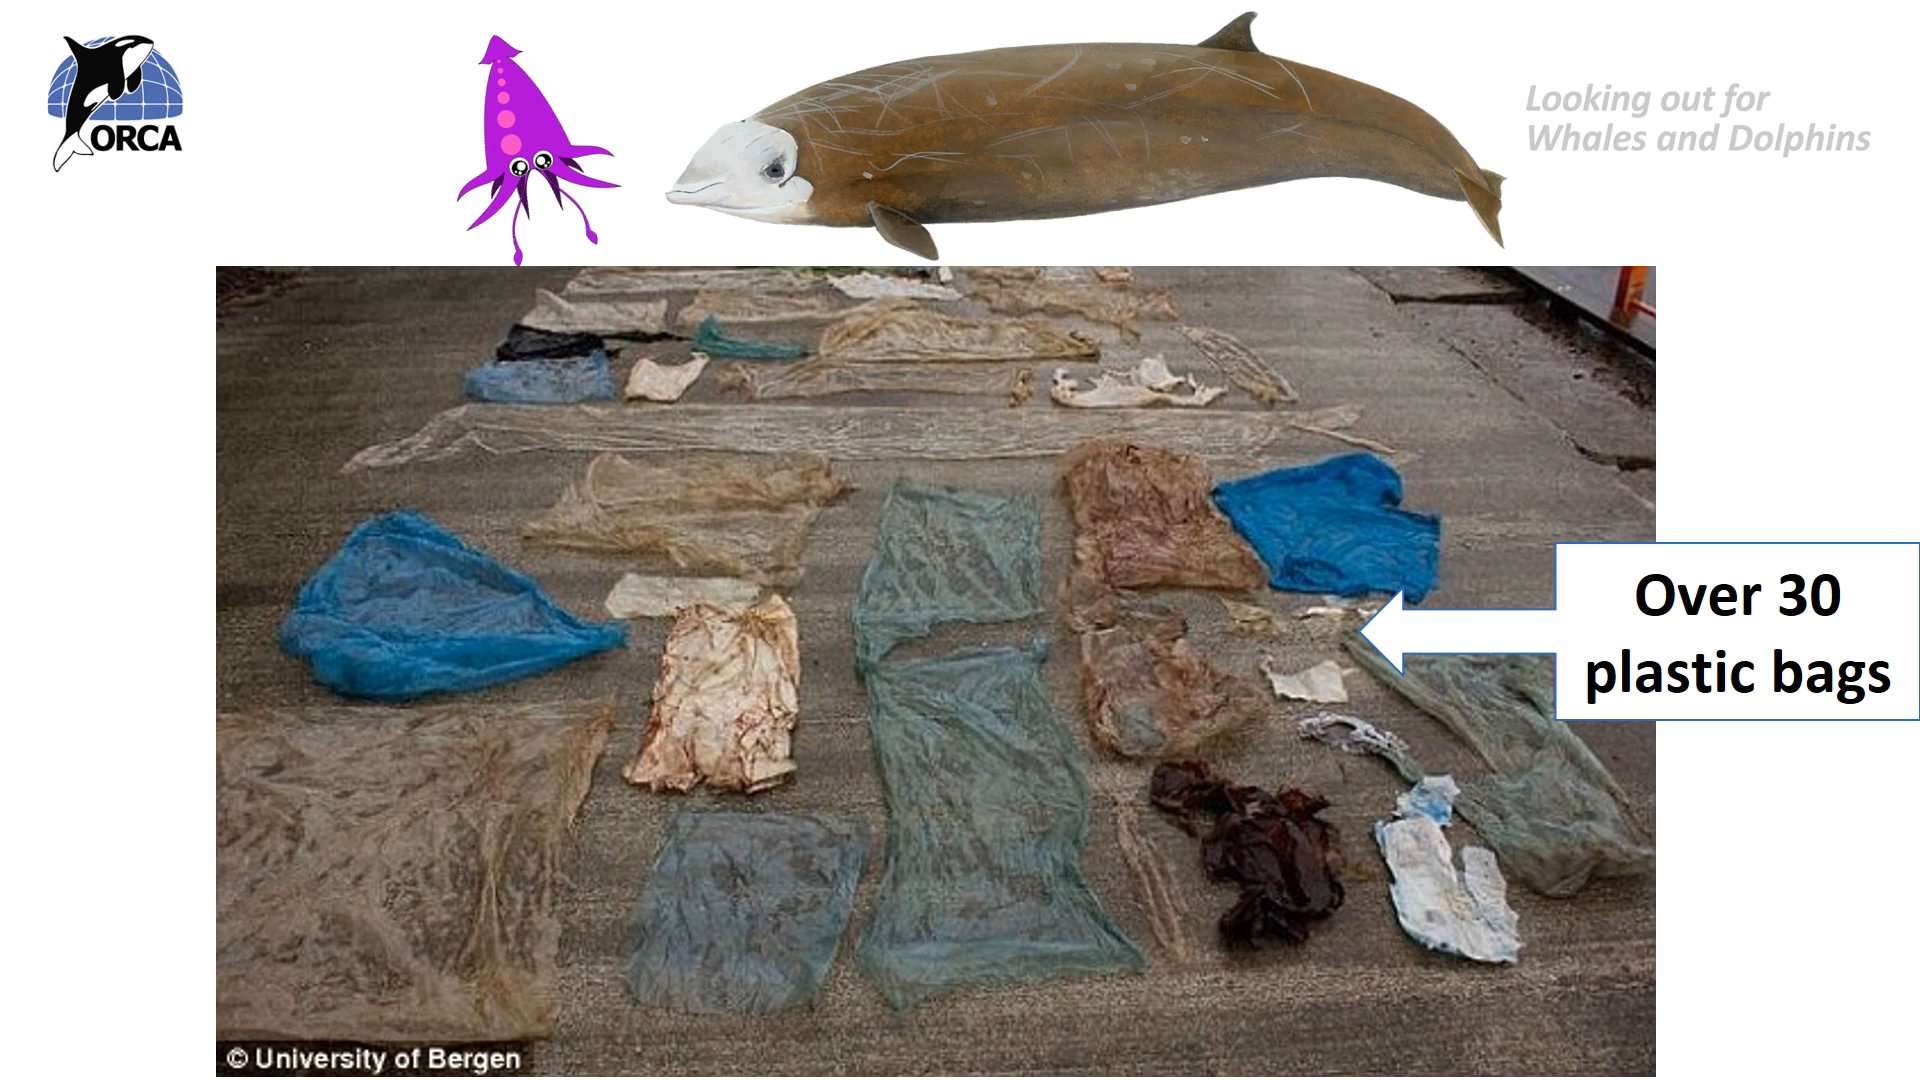 ORCA
Looking out for
Whales and Dolphins
Over 30
plastic bags
© University of Bergen